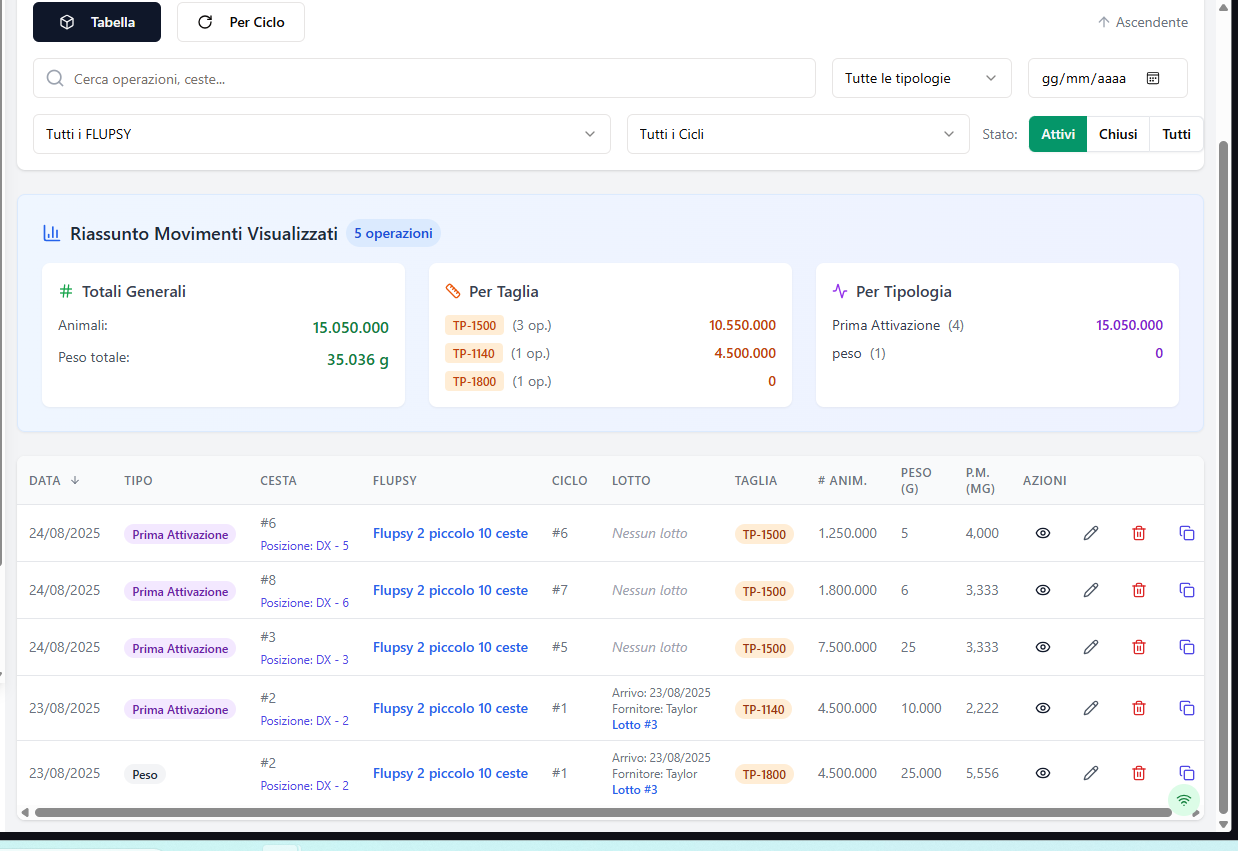 Tabella
Per Ciclo
Ascendente
Cerca operazioni, ceste...
Tutte le tipologie
gg/mm/aaaa
Tutti i FLUPSY
Tutti i Cicli
Stato:
Attivi
Chiusi
Tutti
Riassunto Movimenti Visualizzati 5 operazioni
Totali Generali
Animali: 15.050.000
Peso totale: 35.036 g
Per Taglia
TP-1500 (3 op.) 10.550.000
TP-1140 (1 op.) 4.500.000
TP-1800 (1 op.) 0
Per Tipologia
Prima Attivazione (4) 15.050.000
peso (1) 0
DATA TIPO CESTA FLUPSY CICLO LOTTO TAGLIA # ANIM. PESO (G) P.M. (MG) AZIONI
24/08/2025 Prima Attivazione #6 Posizione: DX - 5 Flupsy 2 piccolo 10 ceste #6 Nessun lotto TP-1500 1.250.000 5 4,000
24/08/2025 Prima Attivazione #8 Posizione: DX - 6 Flupsy 2 piccolo 10 ceste #7 Nessun lotto TP-1500 1.800.000 6 3,333
24/08/2025 Prima Attivazione #3 Posizione: DX - 3 Flupsy 2 piccolo 10 ceste #5 Nessun lotto TP-1500 7.500.000 25 3,333
23/08/2025 Prima Attivazione #2 Posizione: DX - 2 Flupsy 2 piccolo 10 ceste #1 Arrivo: 23/08/2025 Fornitore: Taylor Lotto #3 TP-1140 4.500.000 10.000 2,222
23/08/2025 Peso #2 Posizione: DX - 2 Flupsy 2 piccolo 10 ceste #1 Arrivo: 23/08/2025 Fornitore: Taylor Lotto #3 TP-1800 4.500.000 25.000 5,556